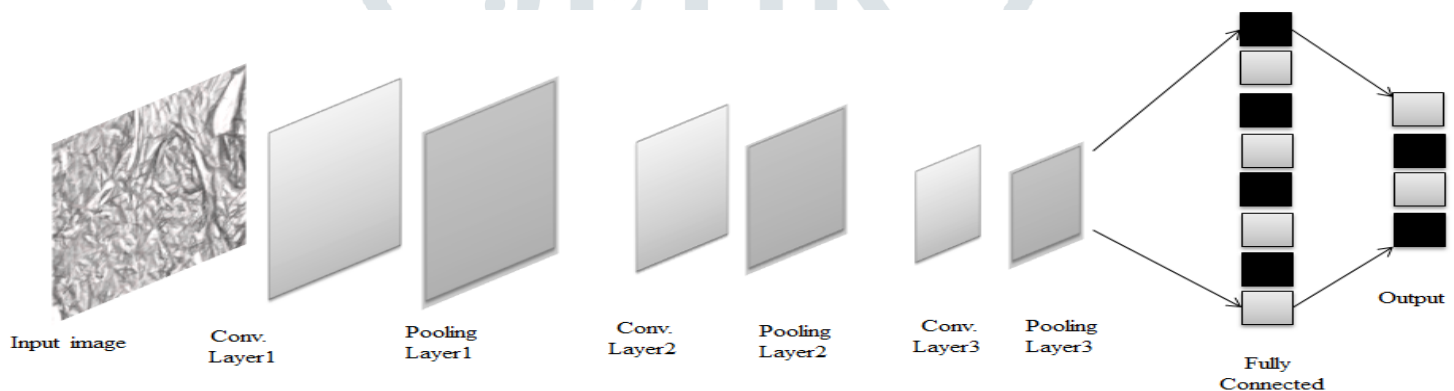 Input image
Conv.
Layer1
Pooling
Layer1
Conv.
Layer2
Pooling
Layer2
Conv.
Layer3
Pooling
Layer3
Fully
Connected
Output